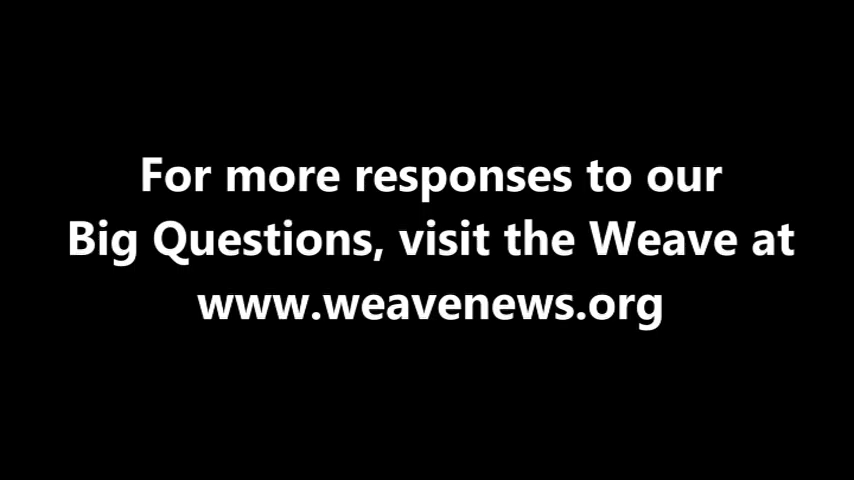 For more responses to our
Big Questions, visit the Weave at
www.weavenews.org